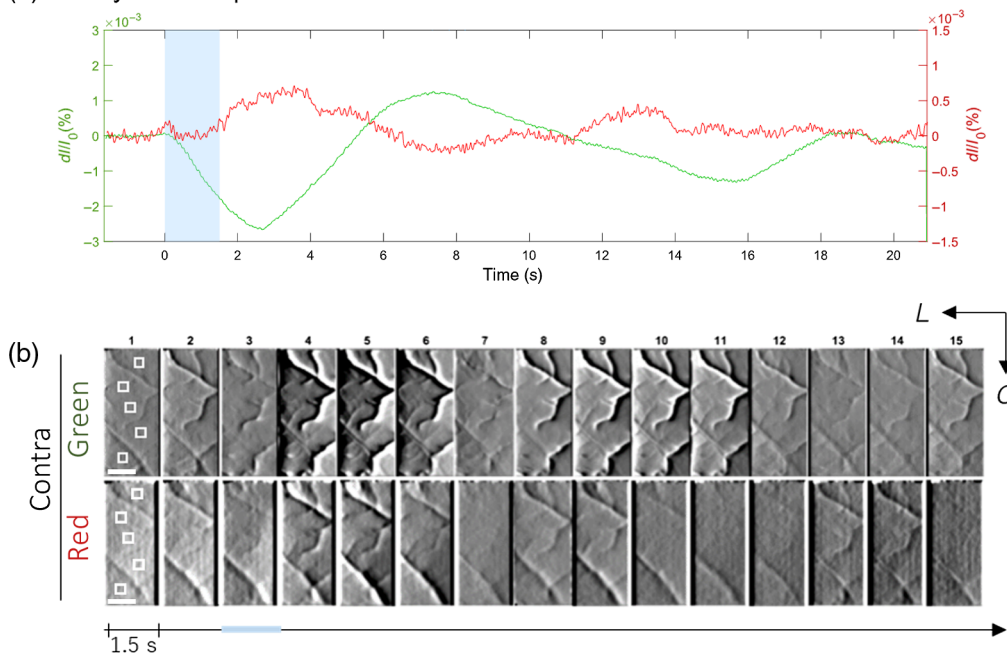 ×10⁻³ ×10⁻³
3 1.5
2 1
1 0.5
0 0
−1 −0.5
−2 −1
−3 −1.5
dI/I₀(%)
dI/I₀(%)
0 2 4 6 8 10 12 14 16 18 20
Time (s)
L
(b)
1 2 3 4 5 6 7 8 9 10 11 12 13 14 15
Contra
Green
Red
1.5 s